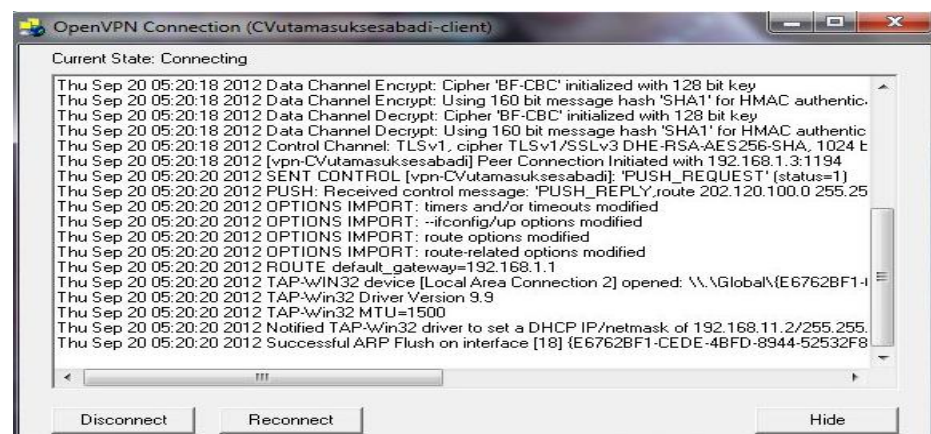 OpenVPN Connection (CVutamasuksesabadi-client)
Current State: Connecting
Thu Sep 20 05:20:18 2012 Data Channel Encrypt: Cipher 'BF-CBC' initialized with 128 bit key
Thu Sep 20 05:20:18 2012 Data Channel Encrypt: Using 160 bit message hash 'SHA1' for HMAC authentic
Thu Sep 20 05:20:18 2012 Data Channel Decrypt: Cipher 'BF-CBC' initialized with 128 bit key
Thu Sep 20 05:20:18 2012 Data Channel Decrypt: Using 160 bit message hash 'SHA1' for HMAC authentic
Thu Sep 20 05:20:18 2012 Control Channel: TLSv1, cipher TLSv1/SSLv3 DHE-RSA-AES256-SHA, 1024
Thu Sep 20 05:20:18 2012 [vpn-CVutamasuksesabadi] Peer Connection Initiated with 192.168.1.3:1194
Thu Sep 20 05:20:20 2012 SENT CONTROL [vpn-CVutamasuksesabadi]: 'PUSH_REQUEST' (status=1)
Thu Sep 20 05:20:20 2012 PUSH: Received control message: 'PUSH_REPLY,route 202.120.100.0 255.25
Thu Sep 20 05:20:20 2012 OPTIONS IMPORT: timers and/or timeouts modified
Thu Sep 20 05:20:20 2012 OPTIONS IMPORT: --ifconfig/up options modified
Thu Sep 20 05:20:20 2012 OPTIONS IMPORT: route options modified
Thu Sep 20 05:20:20 2012 OPTIONS IMPORT: route-related options modified
Thu Sep 20 05:20:20 2012 ROUTE default_gateway=192.168.1.1
Thu Sep 20 05:20:20 2012 TAP-WIN32 device [Local Area Connection 2] opened: \\.\Global\{E6762BF1-
Thu Sep 20 05:20:20 2012 TAP-Win32 Driver Version 9.9
Thu Sep 20 05:20:20 2012 TAP-Win32 MTU=1500
Thu Sep 20 05:20:20 2012 Notified TAP-Win32 driver to set a DHCP IP/netmask of 192.168.11.2/255.255.
Thu Sep 20 05:20:20 2012 Successful ARP Flush on interface [18] {E6762BF1-CEDE-4BFD-8944-52532F8
Disconnect
Reconnect
Hide